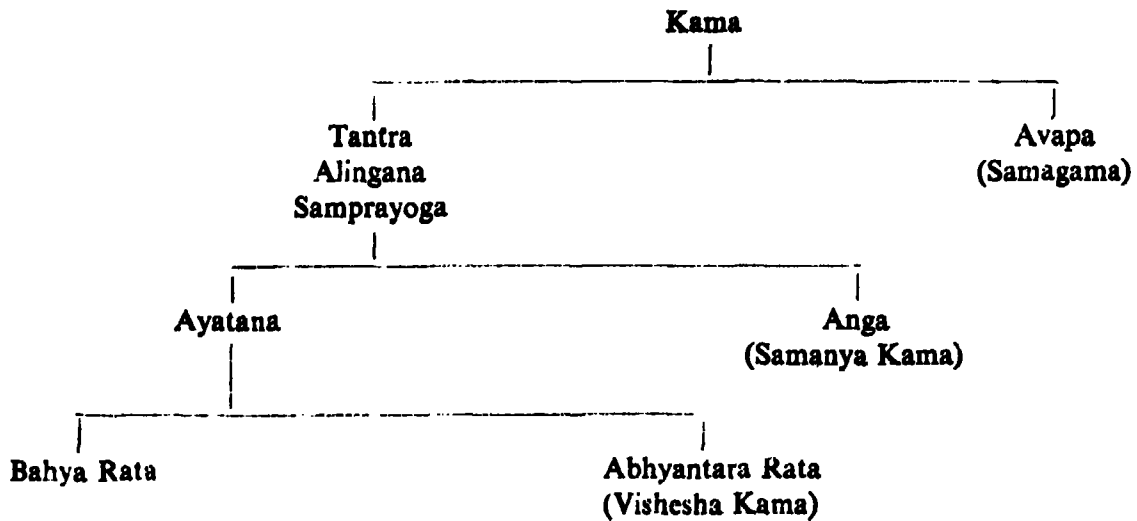 Kama
Tantra
Alingana
Samprayoga
Avapa
(Samagama)
Ayatana
Anga
(Samanya Kama)
Bahya Rata
Abhyantara Rata
(Vishesha Kama)